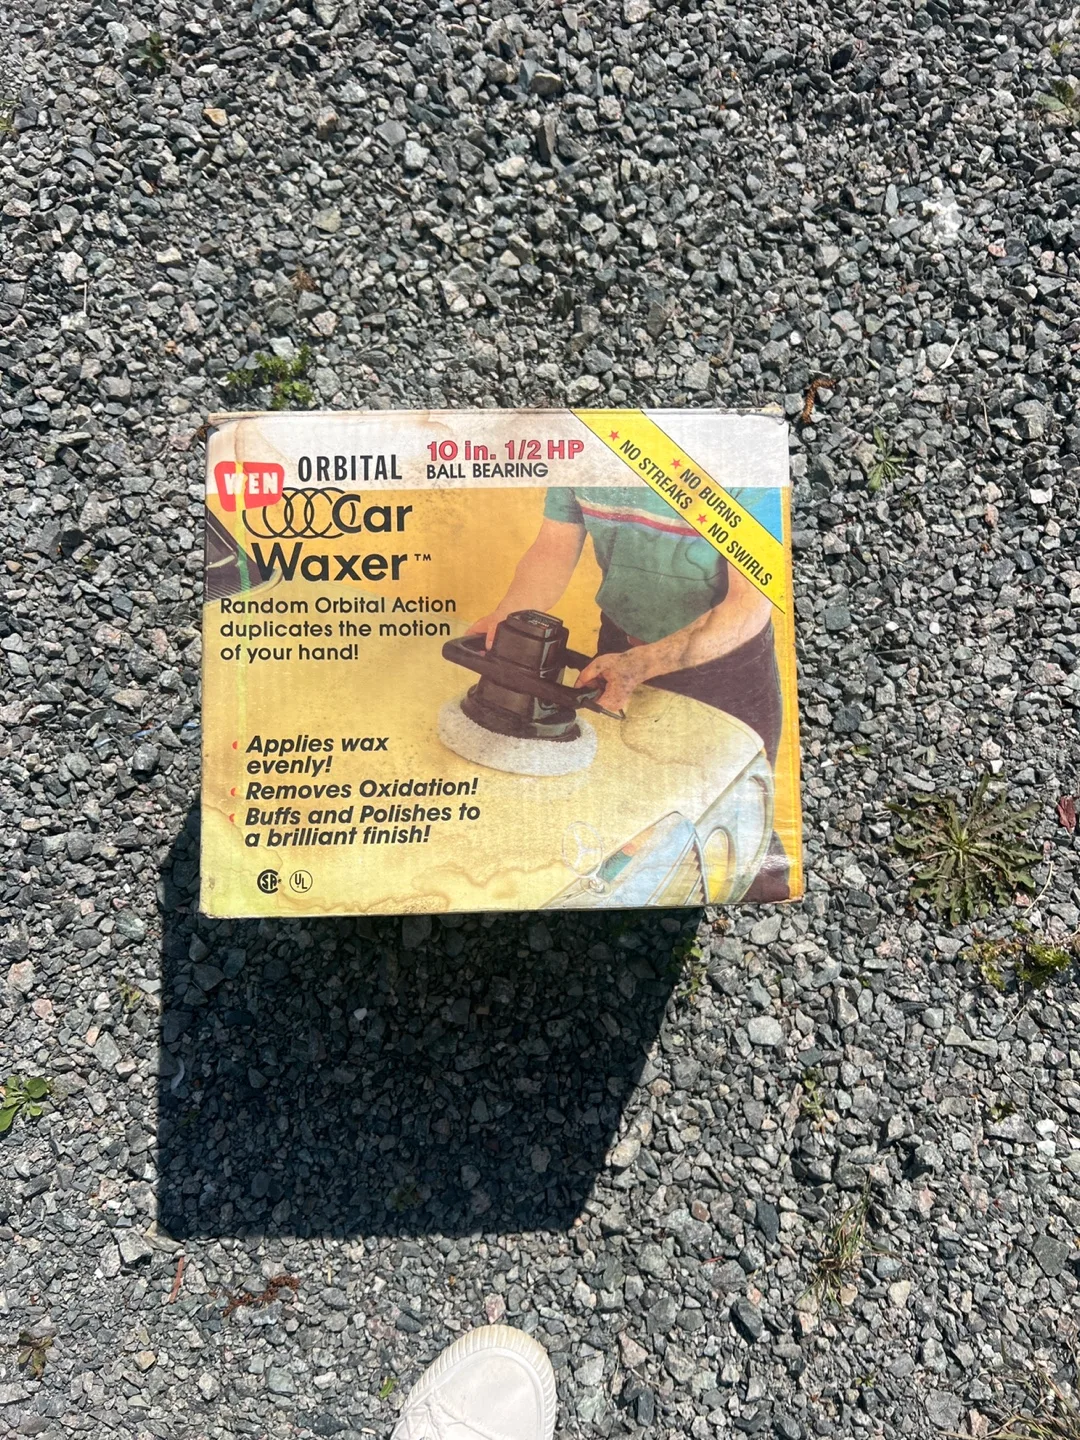 WEN
ORBITAL
10 in. 1/2 HP
BALL BEARING
Car
Waxer™
Random Orbital Action
duplicates the motion
of your hand!
★ NO STREAKS ★ NO BURNS
★ NO SWIRLS
• Applies wax
evenly!
• Removes Oxidation!
• Buffs and Polishes to
a brilliant finish!
SA
UL